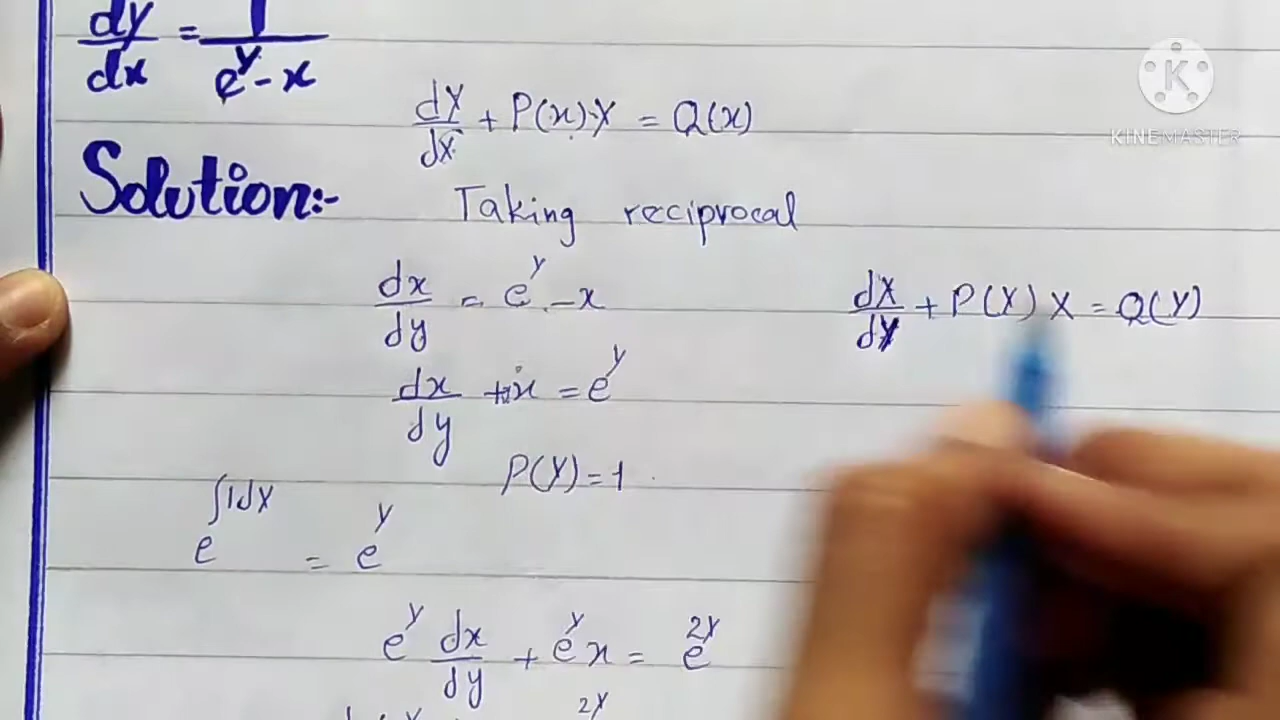 dy/dx = 1/(e^y - x)
KINEMASTER
dy/dx + P(x)·y = Q(x)
Solution:-
Taking reciprocal
dx/dy = e^y - x
dx/dy + P(y) x = Q(y)
dx/dy + x = e^y
P(y) = 1
e^∫1dy = e^y
e^y dx/dy + e^y x = e^2y